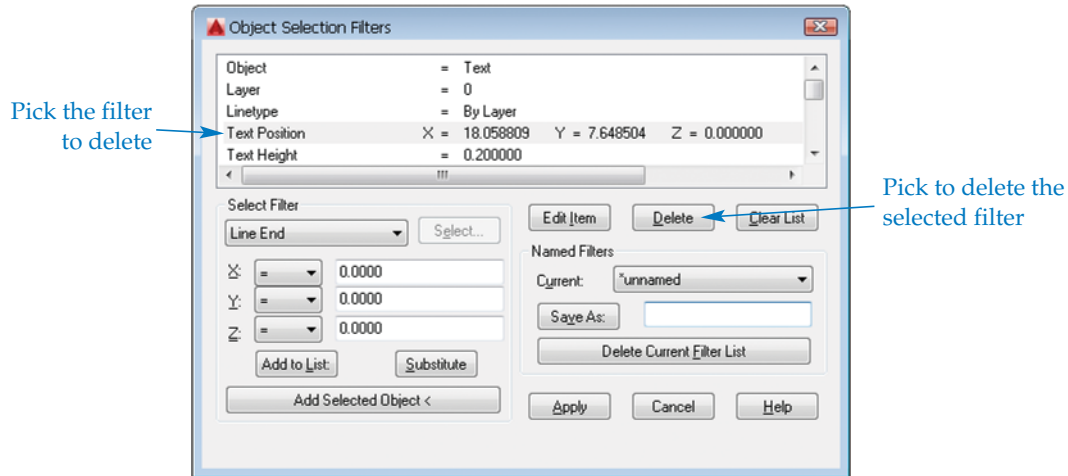 Object Selection Filters
Object = Text
Layer = 0
Linetype = By Layer
Text Position X = 18.058809 Y = 7.648504 Z = 0.000000
Text Height = 0.200000
Pick the filter
to delete
Pick to delete the
selected filter
Select Filter
Line End
Select...
X: = 0.0000
Y: = 0.0000
Z: = 0.0000
Add to List:
Substitute
Add Selected Object <
Edit Item
Delete
Clear List
Named Filters
Current: *unnamed
Save As:
Delete Current Filter List
Apply
Cancel
Help